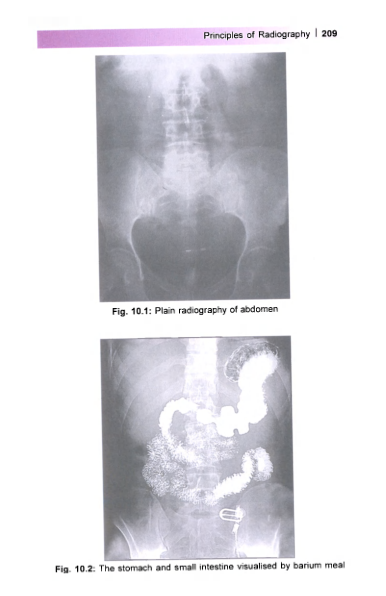 Principles of Radiography | 209
Fig. 10.1: Plain radiography of abdomen
Fig. 10.2: The stomach and small intestine visualised by barium meal